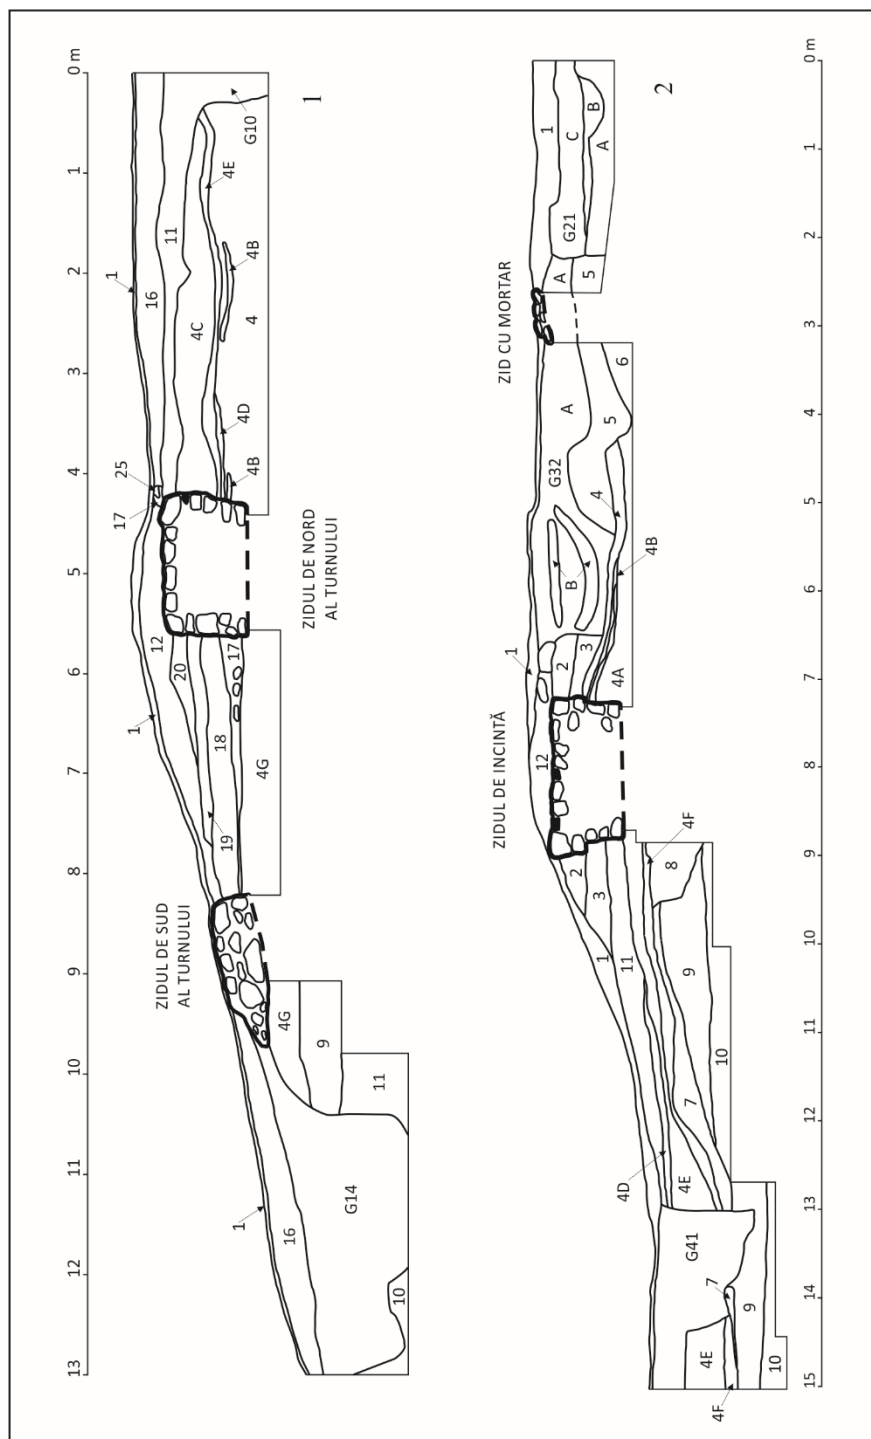 0 m
1
2
3
4
5
6
7
8
9
10
11
12
13
1
G10
4E
11
1
16
4B
4C
4
4D
25
17
4B
ZIDUL DE NORD
AL TURNULUI
12
20
17
1
18
4G
19
ZIDUL DE SUD
AL TURNULUI
4G
9
11
G14
1
16
10
2
0 m
1
2
3
4
5
6
7
8
9
10
11
12
13
14
15
1
C
B
A
G21
A
5
ZID CU MORTAR
6
A
5
G32
4
4B
B
1
2
3
4A
ZIDUL DE INCINTĂ
12
4F
2
8
3
1
11
9
10
7
4D
4E
G41
7
9
4E
10
4F